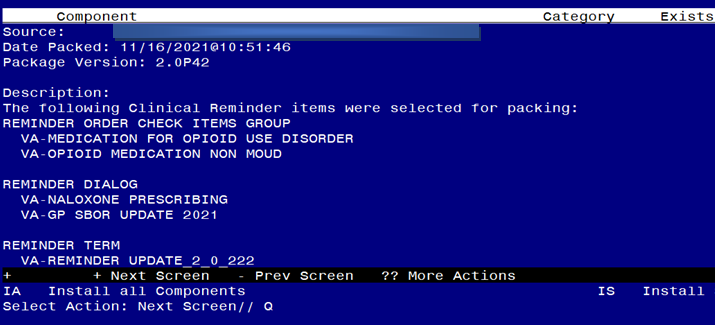 Component Category Exists
Source:
Date Packed: 11/16/2021@10:51:46
Package Version: 2.0P42
Description:
The following Clinical Reminder items were selected for packing:
REMINDER ORDER CHECK ITEMS GROUP
VA-MEDICATION FOR OPIOID USE DISORDER
VA-OPIOID MEDICATION NON MOUD
REMINDER DIALOG
VA-NALOXONE PRESCRIBING
VA-GP SBOR UPDATE 2021
REMINDER TERM
VA-REMINDER UPDATE_2_0_222
+ + Next Screen - Prev Screen ?? More Actions
IA Install all Components IS Install
Select Action: Next Screen// Q